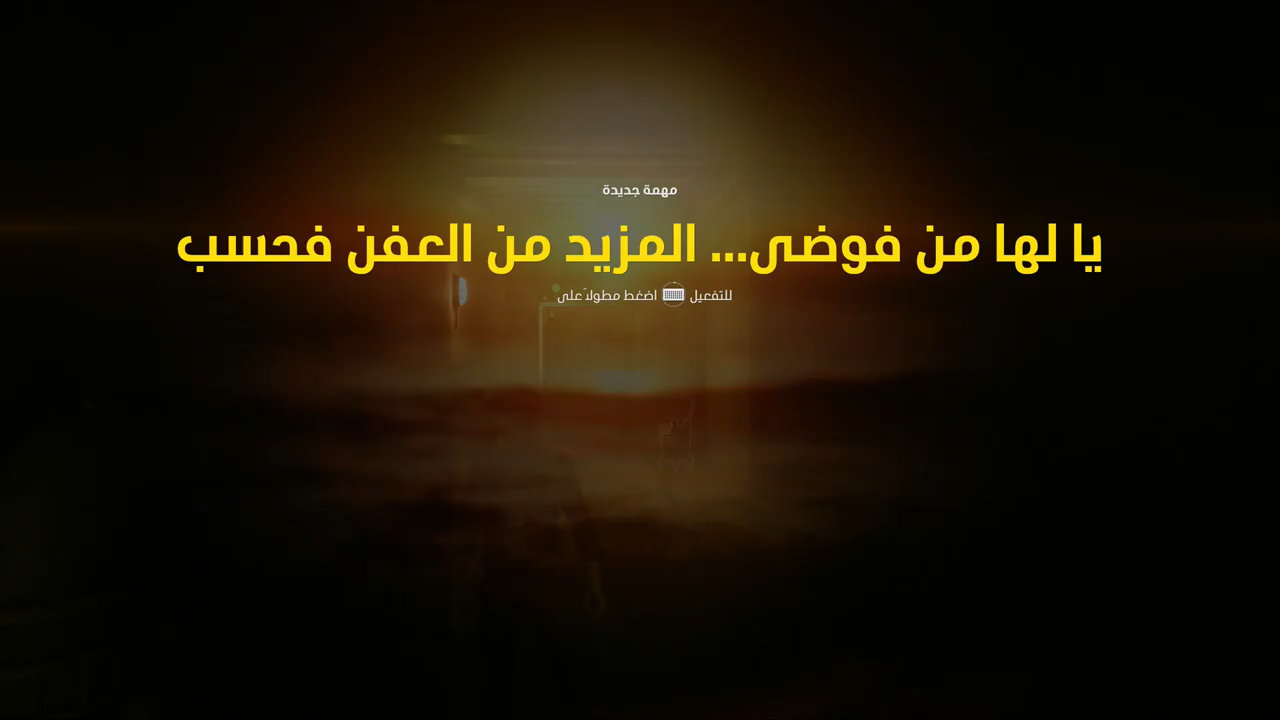 مهمة جديدة
يا لها من فوضى... المزيد من العفن فحسب
للتفعيل اضغط مطولاً على